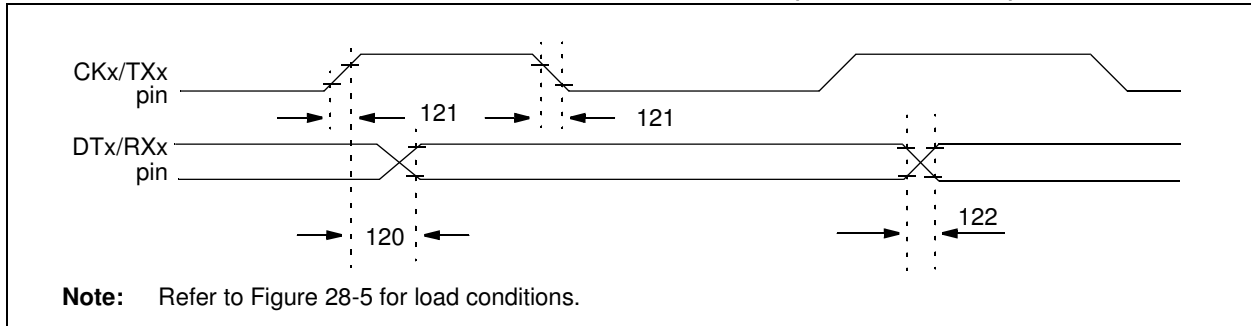 CKx/TXx
pin
121
121
DTx/RXx
pin
120
122
Note: Refer to Figure 28-5 for load conditions.